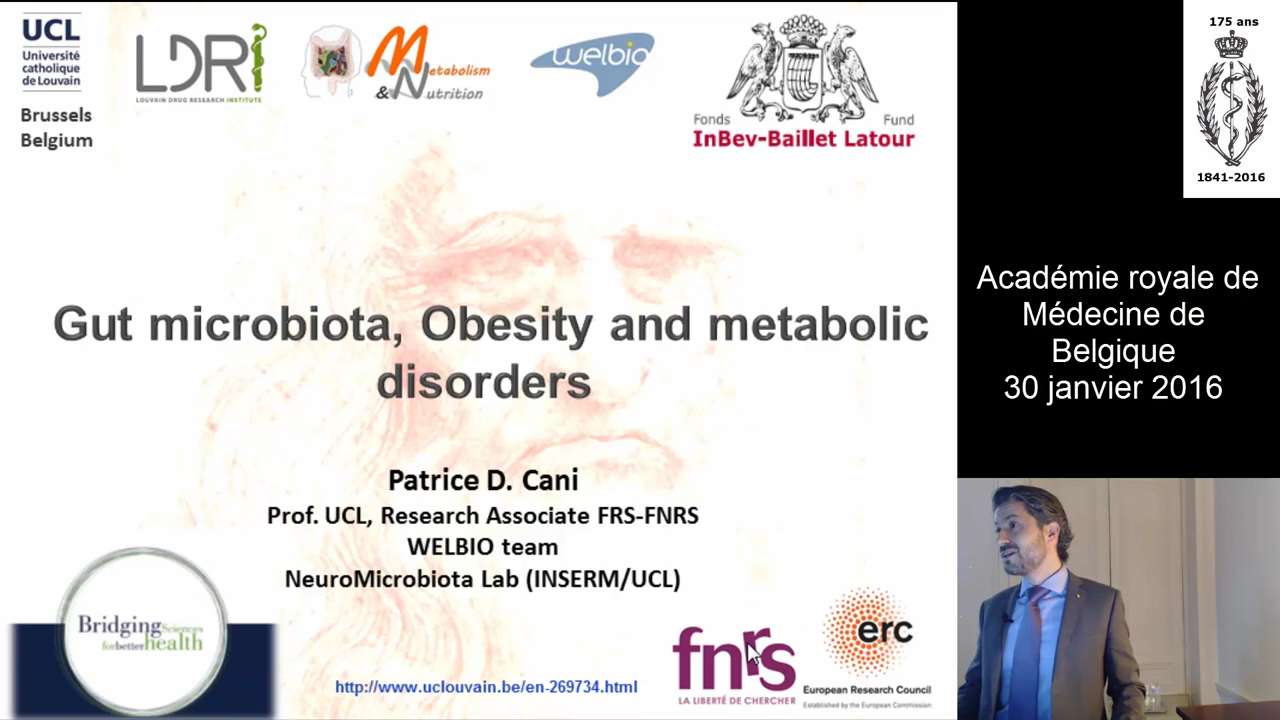 UCL
Université
catholique
de Louvain
Brussels
Belgium
LDRI
LOUVAIN DRUG RESEARCH INSTITUTE
Metabolism
& Nutrition
welbio
Fonds Fund
InBev-Baillet Latour
175 ans
1841-2016
Gut microbiota, Obesity and metabolic
disorders
Patrice D. Cani
Prof. UCL, Research Associate FRS-FNRS
WELBIO team
NeuroMicrobiota Lab (INSERM/UCL)
Bridging Sciences
for better health
http://www.uclouvain.be/en-269734.html
fnrs
LA LIBERTÉ DE CHERCHER
erc
European Research Council
Established by the European Commission
Académie royale de
Médecine de
Belgique
30 janvier 2016